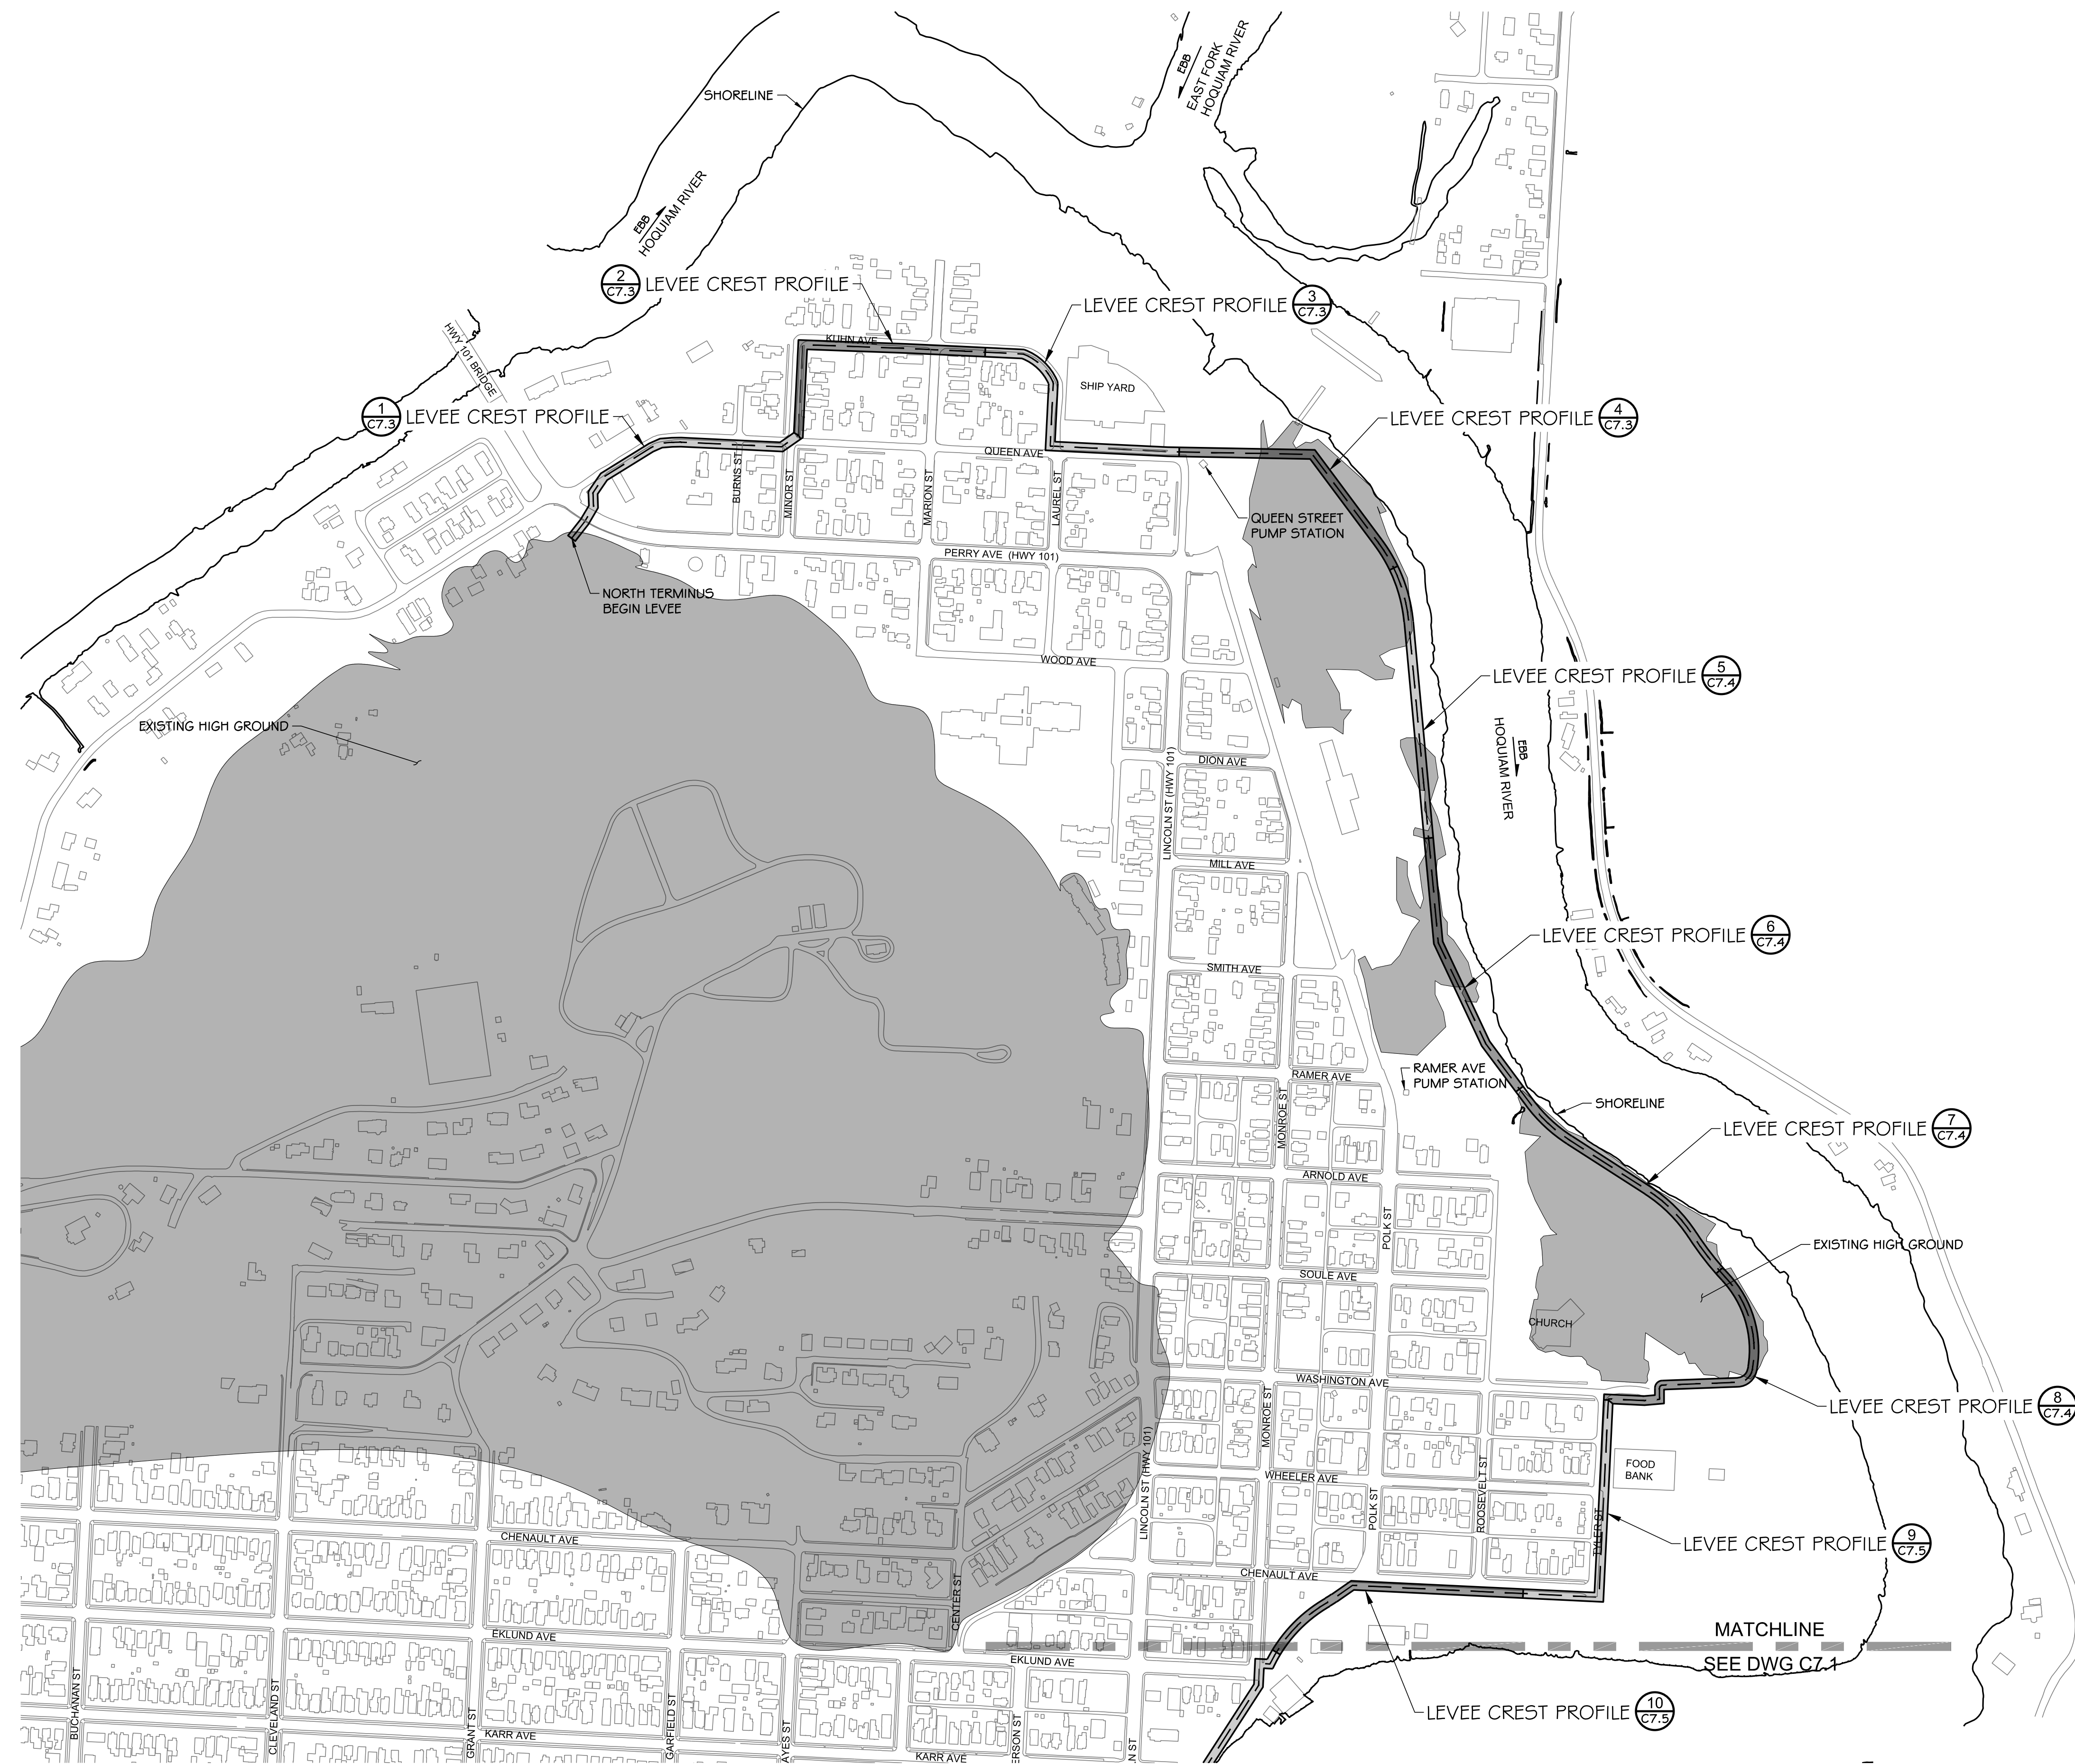 EBB
EAST FORK
HOQUIAM RIVER
SHORELINE
EBB
HOQUIAM RIVER
2
C7.3
LEVEE CREST PROFILE
LEVEE CREST PROFILE
3
C7.3
HWY 101 BRIDGE
KUHN AVE
SHIP YARD
1
C7.3
LEVEE CREST PROFILE
LEVEE CREST PROFILE
4
C7.3
BURNS ST
MINOR ST
MARION ST
QUEEN AVE
LAUREL ST
QUEEN STREET
PUMP STATION
PERRY AVE (HWY 101)
NORTH TERMINUS
BEGIN LEVEE
WOOD AVE
LEVEE CREST PROFILE
5
C7.4
EXISTING HIGH GROUND
EBB
HOQUIAM RIVER
DION AVE
LINCOLN ST (HWY 101)
MILL AVE
LEVEE CREST PROFILE
6
C7.4
SMITH AVE
RAMER AVE
PUMP STATION
RAMER AVE
SHORELINE
MONROE ST
LEVEE CREST PROFILE
7
C7.4
ARNOLD AVE
POLK ST
EXISTING HIGH GROUND
SOULE AVE
CHURCH
WASHINGTON AVE
LEVEE CREST PROFILE
8
C7.4
MONROE ST
LINCOLN ST (HWY 101)
WHEELER AVE
FOOD
BANK
POLK ST
ROOSEVELT ST
TYLER ST
LEVEE CREST PROFILE
9
C7.5
CHENAULT AVE
CHENAULT AVE
CENTER ST
EKLUND AVE
EKLUND AVE
MATCHLINE
SEE DWG C7.1
LEVEE CREST PROFILE
10
C7.5
BUCHANAN ST
CLEVELAND ST
GRANT ST
GARFIELD ST
AYES ST
ERSON ST
N ST
KARR AVE
KARR AVE